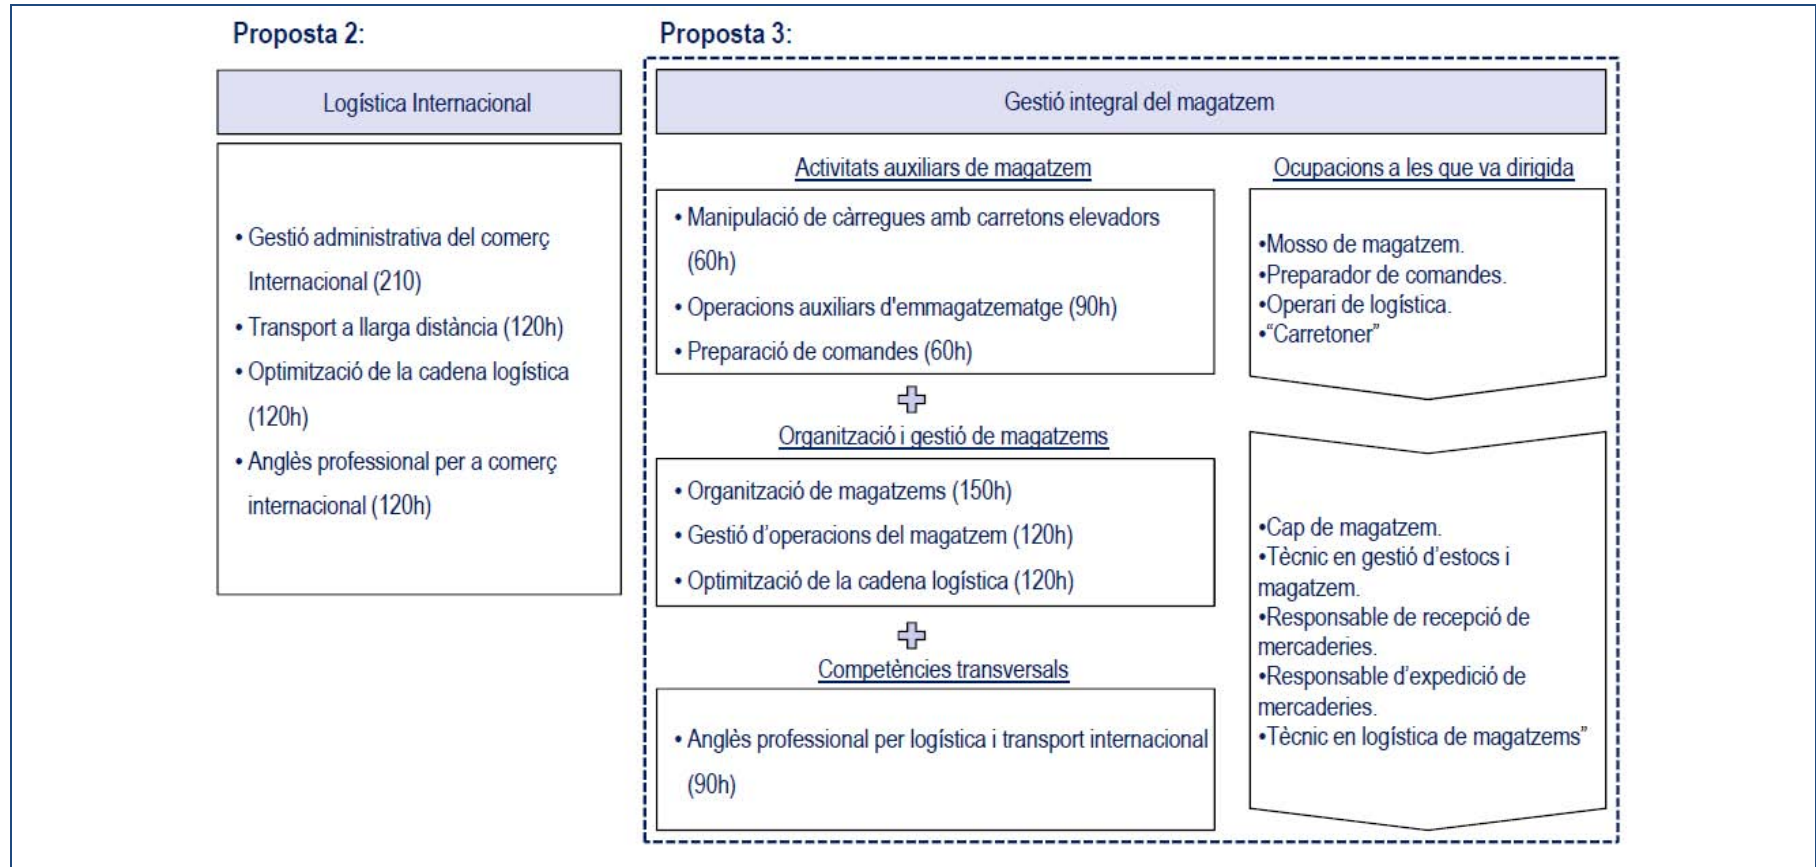 Proposta 2:
Logística Internacional
• Gestió administrativa del comerç
Internacional (210)
• Transport a llarga distància (120h)
• Optimització de la cadena logística
(120h)
• Anglès professional per a comerç
internacional (120h)
Proposta 3:
Gestió integral del magatzem
Activitats auxiliars de magatzem
• Manipulació de càrregues amb carretons elevadors
(60h)
• Operacions auxiliars d'emmagatzematge (90h)
• Preparació de comandes (60h)
Organització i gestió de magatzems
• Organització de magatzems (150h)
• Gestió d’operacions del magatzem (120h)
• Optimització de la cadena logística (120h)
Competències transversals
• Anglès professional per logística i transport internacional
(90h)
Ocupacions a les que va dirigida
•Mosso de magatzem.
•Preparador de comandes.
•Operari de logística.
•“Carretoner”
•Cap de magatzem.
•Tècnic en gestió d’estocs i
magatzem.
•Responsable de recepció de
mercaderies.
•Responsable d’expedició de
mercaderies.
•Tècnic en logística de magatzems”